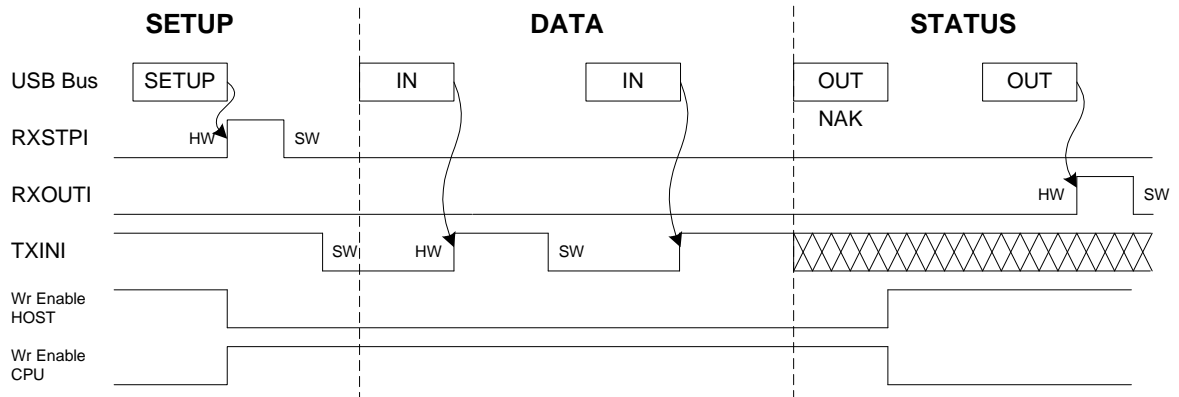 SETUP DATA STATUS
USB Bus SETUP IN IN OUT OUT
NAK
RXSTPI HW SW
RXOUTI HW SW
TXINI SW HW SW
Wr Enable
HOST
Wr Enable
CPU